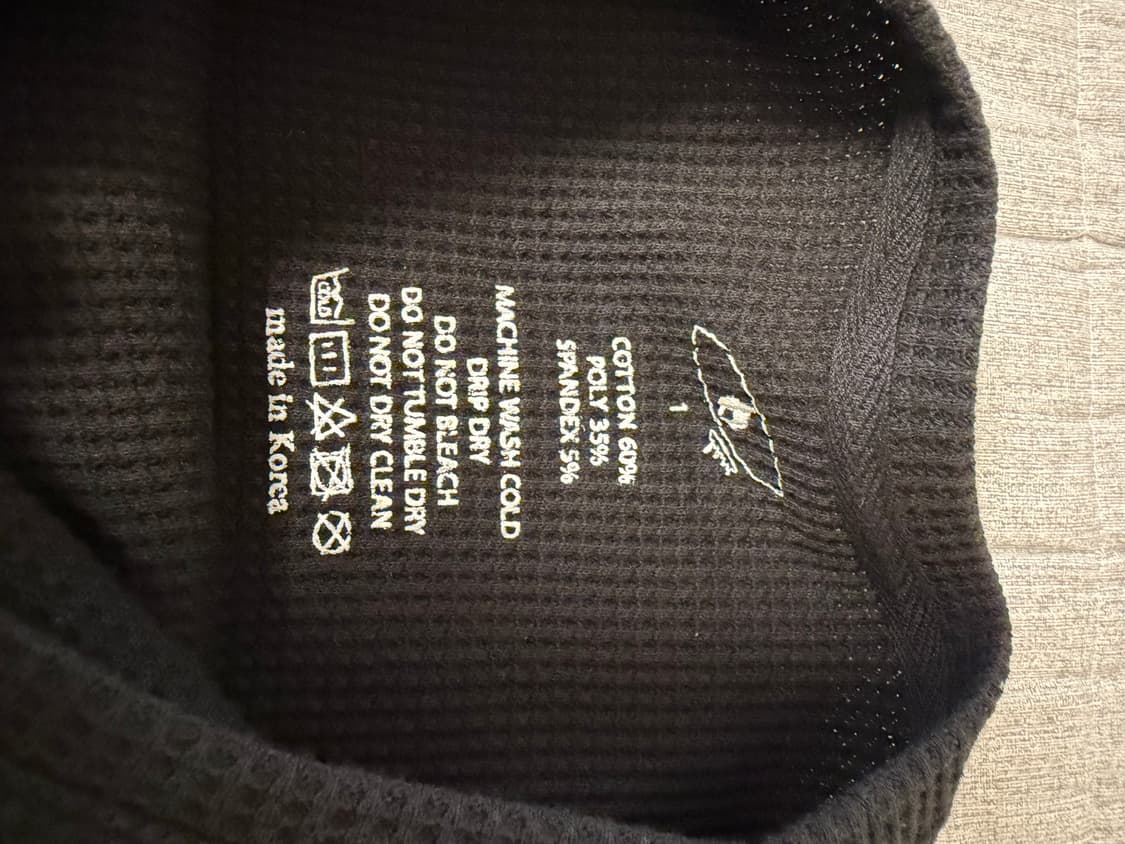 1
COTTON 60%
POLY 35%
SPANDEX 5%
MACHINE WASH COLD
DRIP DRY
DO NOT BLEACH
DO NOT TUMBLE DRY
DO NOT DRY CLEAN
made in Korea